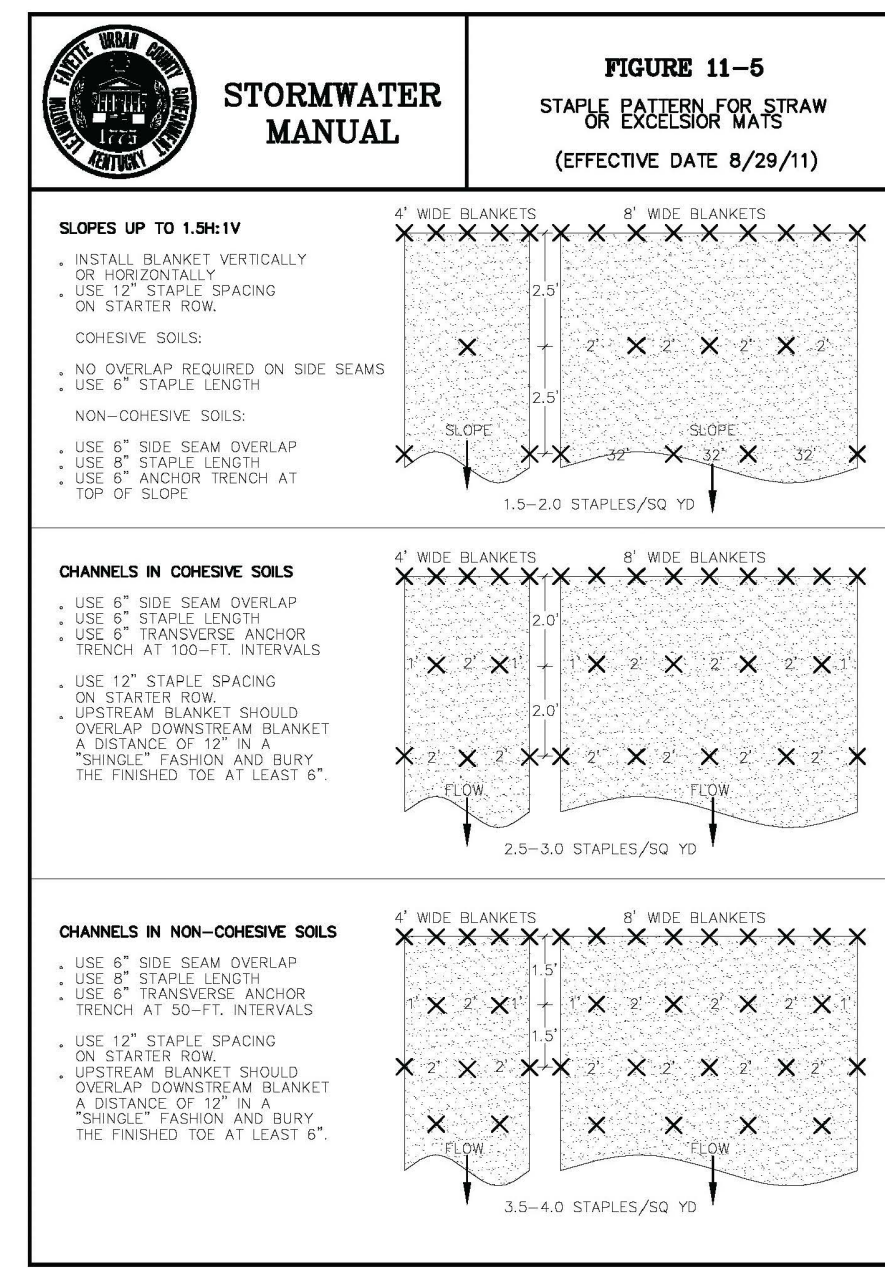 LEXINGTON FAYETTE URBAN COUNTY GOVERNMENT
1775
KENTUCKY
STORMWATER
MANUAL
FIGURE 11-5
STAPLE PATTERN FOR STRAW
OR EXCELSIOR MATS
(EFFECTIVE DATE 8/29/11)
SLOPES UP TO 1.5H:1V
INSTALL BLANKET VERTICALLY
OR HORIZONTALLY
USE 12" STAPLE SPACING
ON STARTER ROW.
COHESIVE SOILS:
NO OVERLAP REQUIRED ON SIDE SEAMS
USE 6" STAPLE LENGTH
NON-COHESIVE SOILS:
USE 6" SIDE SEAM OVERLAP
USE 8" STAPLE LENGTH
USE 6" ANCHOR TRENCH AT
TOP OF SLOPE
4' WIDE BLANKETS 8' WIDE BLANKETS
2.5'
2' 2' 2' 2'
2.5'
SLOPE SLOPE
32' 32' 32'
1.5-2.0 STAPLES/SQ YD
CHANNELS IN COHESIVE SOILS
USE 6" SIDE SEAM OVERLAP
USE 6" STAPLE LENGTH
USE 6" TRANSVERSE ANCHOR
TRENCH AT 100-FT. INTERVALS
USE 12" STAPLE SPACING
ON STARTER ROW.
UPSTREAM BLANKET SHOULD
OVERLAP DOWNSTREAM BLANKET
A DISTANCE OF 12" IN A
"SHINGLE" FASHION AND BURY
THE FINISHED TOE AT LEAST 6".
4' WIDE BLANKETS 8' WIDE BLANKETS
2.0'
1' 2' 1' 1' 2' 2' 2' 1'
2.0'
2' 2' 2' 2' 2' 2'
FLOW FLOW
2.5-3.0 STAPLES/SQ YD
CHANNELS IN NON-COHESIVE SOILS
USE 6" SIDE SEAM OVERLAP
USE 8" STAPLE LENGTH
USE 6" TRANSVERSE ANCHOR
TRENCH AT 50-FT. INTERVALS
USE 12" STAPLE SPACING
ON STARTER ROW.
UPSTREAM BLANKET SHOULD
OVERLAP DOWNSTREAM BLANKET
A DISTANCE OF 12" IN A
"SHINGLE" FASHION AND BURY
THE FINISHED TOE AT LEAST 6".
4' WIDE BLANKETS 8' WIDE BLANKETS
1.5'
1' 2' 1' 1' 2' 2' 2' 1'
1.5'
2' 2' 2' 2' 2' 2'
FLOW FLOW
3.5-4.0 STAPLES/SQ YD